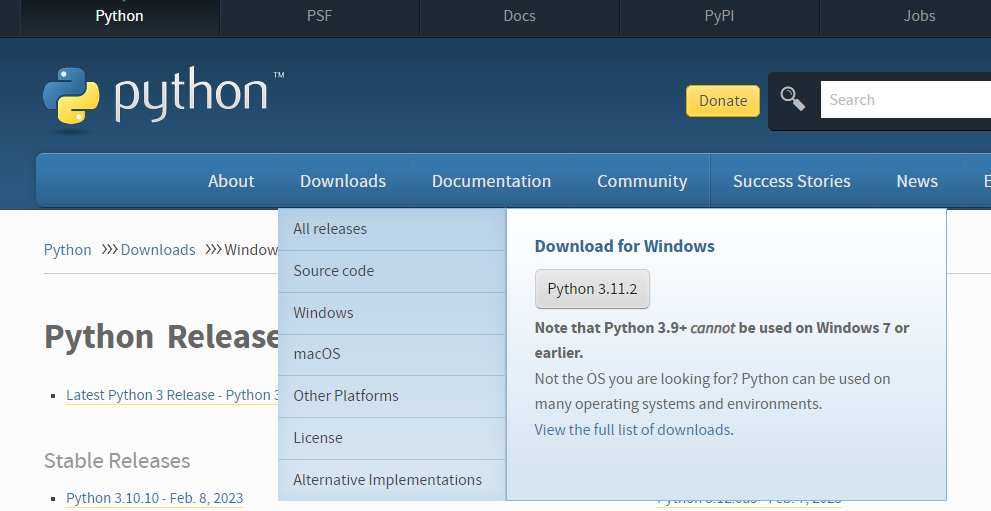 Python PSF Docs PyPI Jobs
python™
Donate Search
About Downloads Documentation Community Success Stories News
All releases
Source code
Windows
macOS
Other Platforms
License
Alternative Implementations
Download for Windows
Python 3.11.2
Note that Python 3.9+ cannot be used on Windows 7 or
earlier.
Not the OS you are looking for? Python can be used on
many operating systems and environments.
View the full list of downloads.
Python >>> Downloads >>> Window
Python Release
Latest Python 3 Release - Python 3
Stable Releases
Python 3.10.10 - Feb. 8, 2023